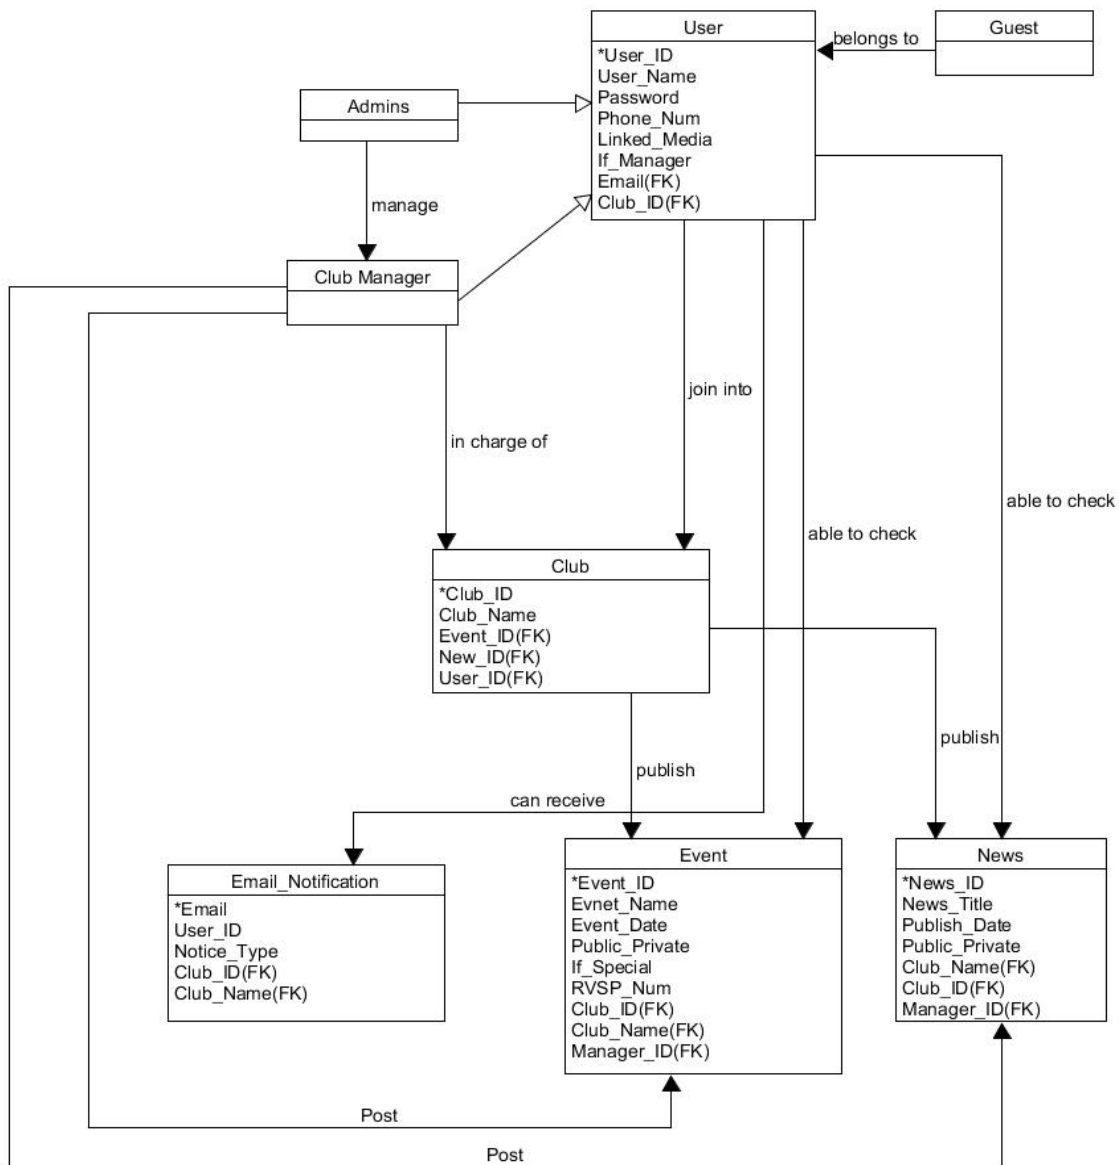 User
*User_ID
User_Name
Password
Phone_Num
Linked_Media
If_Manager
Email(FK)
Club_ID(FK)
belongs to
Guest
Admins
manage
Club Manager
join into
in charge of
able to check
able to check
Club
*Club_ID
Club_Name
Event_ID(FK)
New_ID(FK)
User_ID(FK)
publish
publish
can receive
Email_Notification
*Email
User_ID
Notice_Type
Club_ID(FK)
Club_Name(FK)
Event
*Event_ID
Evnet_Name
Event_Date
Public_Private
If_Special
RVSP_Num
Club_ID(FK)
Club_Name(FK)
Manager_ID(FK)
News
*News_ID
News_Title
Publish_Date
Public_Private
Club_Name(FK)
Club_ID(FK)
Manager_ID(FK)
Post
Post